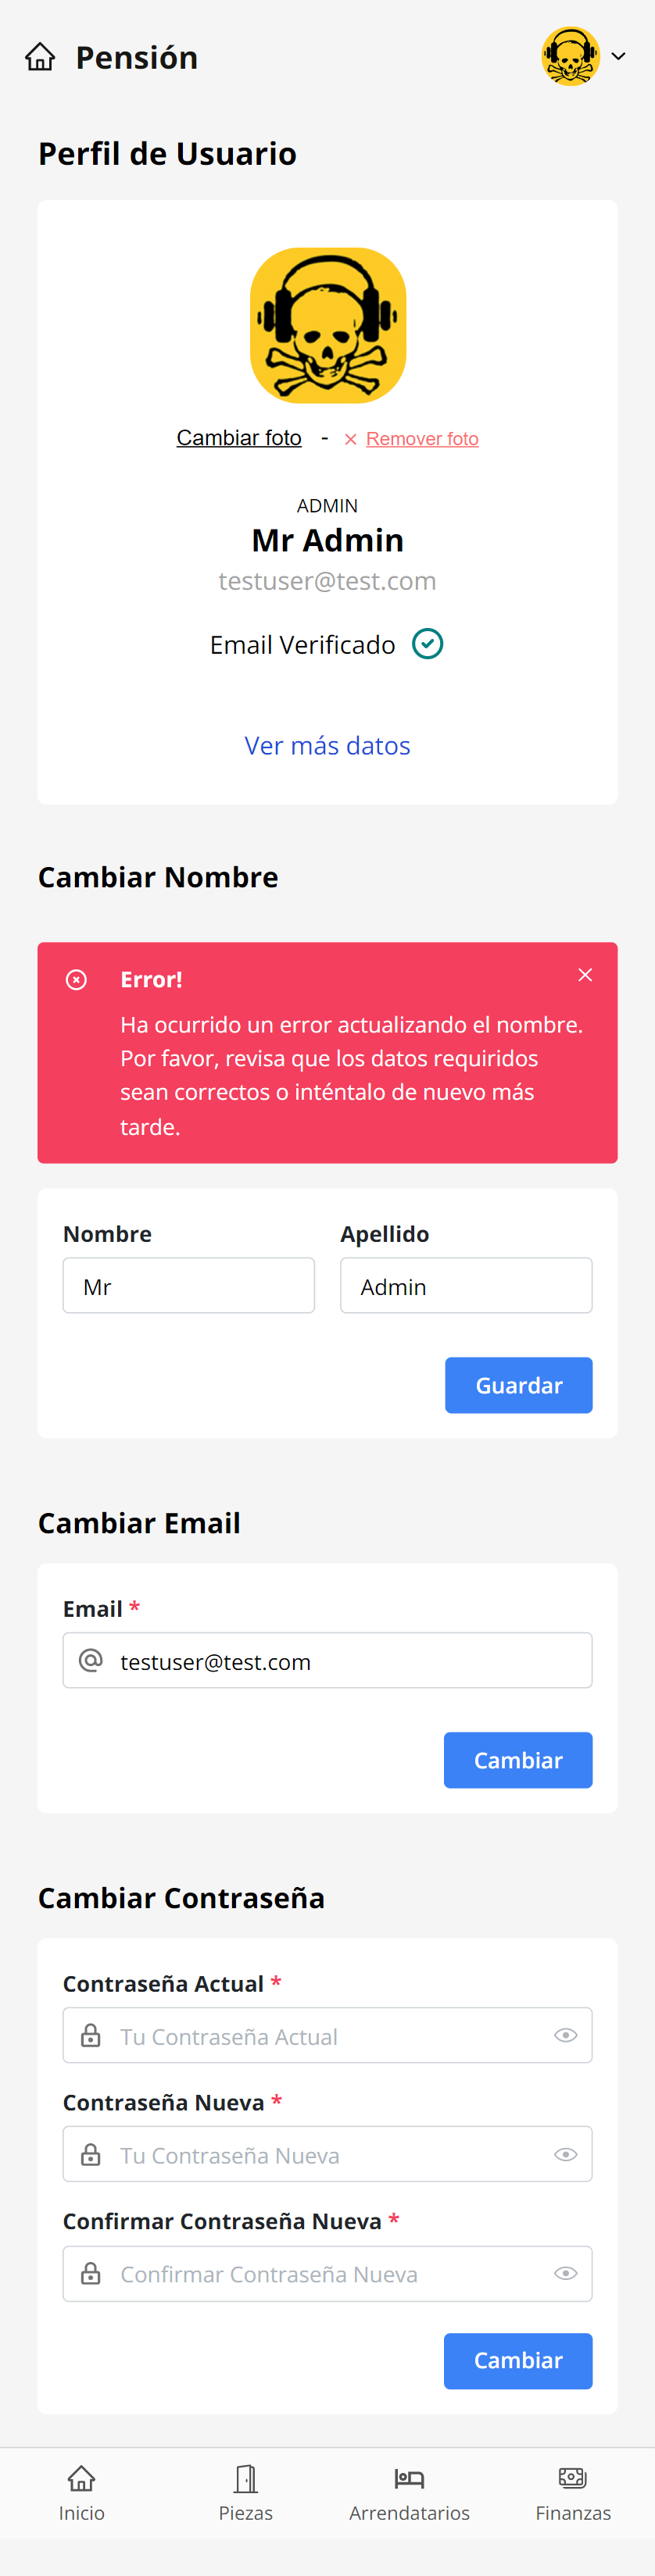 Pensión
Perfil de Usuario
Cambiar foto - × Remover foto
ADMIN
Mr Admin
testuser@test.com
Email Verificado
Ver más datos
Cambiar Nombre
Error!
Ha ocurrido un error actualizando el nombre.
Por favor, revisa que los datos requiridos
sean correctos o inténtalo de nuevo más
tarde.
Nombre Apellido
Mr Admin
Guardar
Cambiar Email
Email *
testuser@test.com
Cambiar
Cambiar Contraseña
Contraseña Actual *
Tu Contraseña Actual
Contraseña Nueva *
Tu Contraseña Nueva
Confirmar Contraseña Nueva *
Confirmar Contraseña Nueva
Cambiar
Inicio Piezas Arrendatarios Finanzas